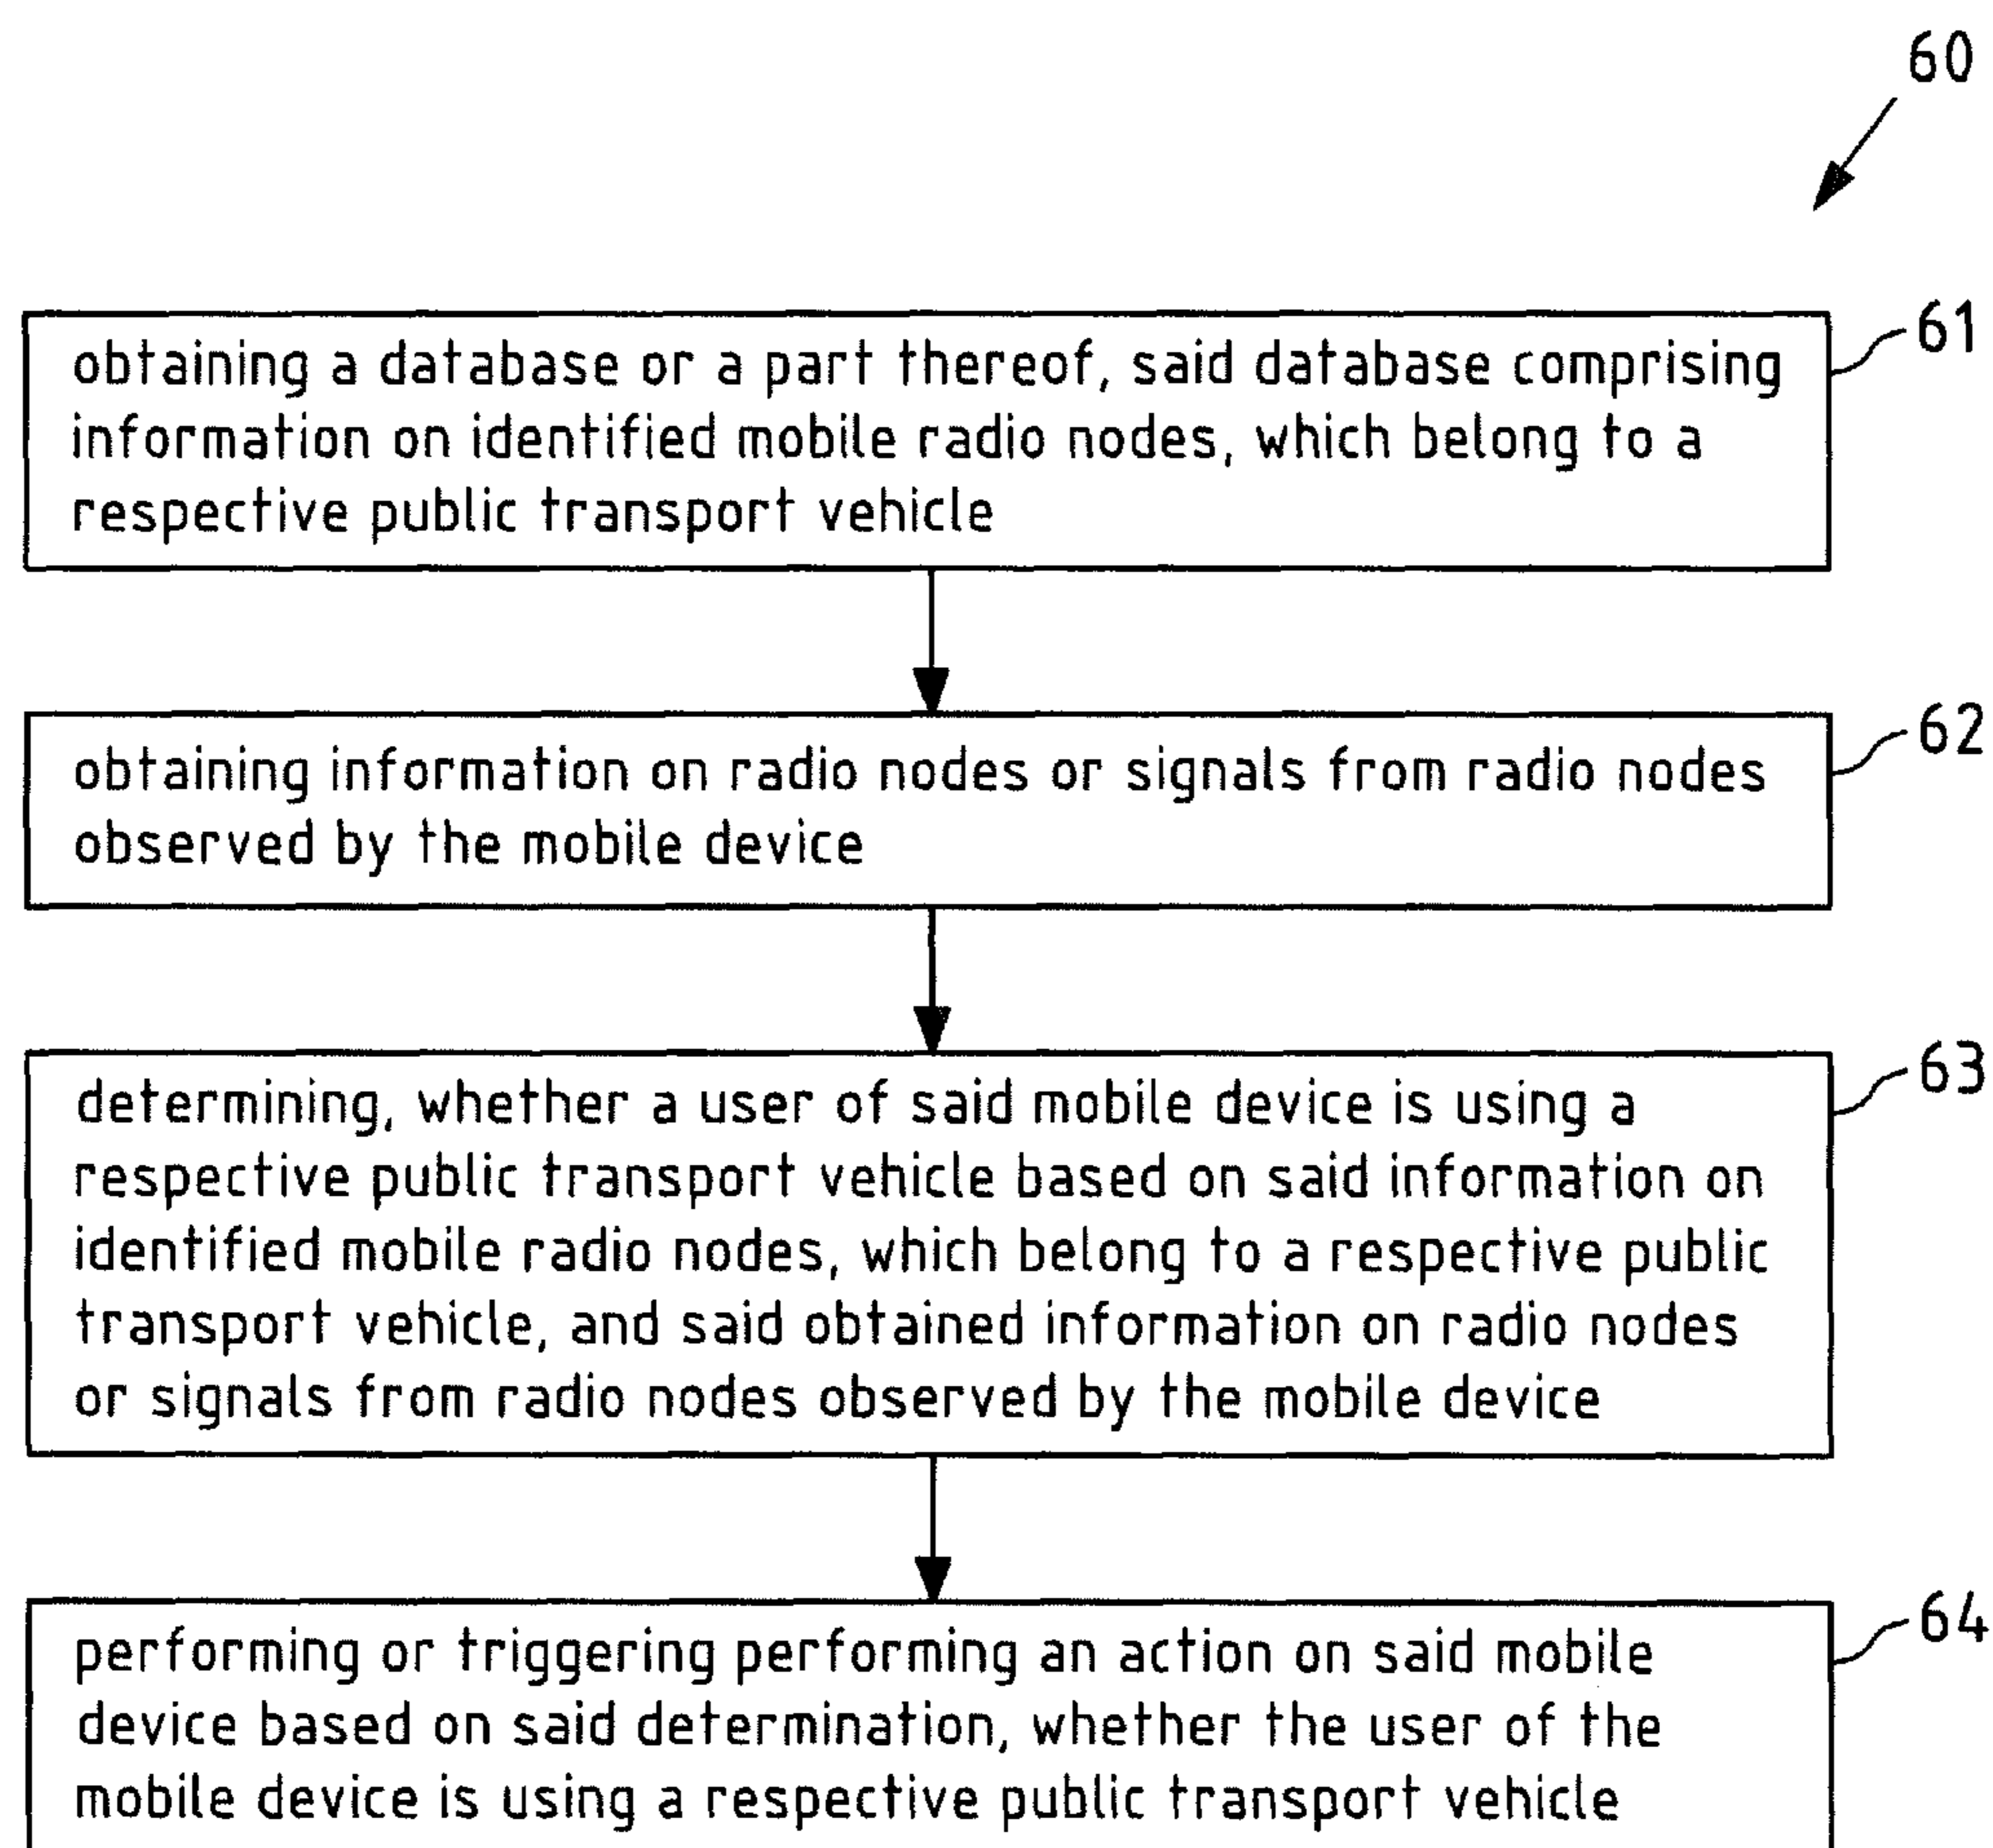 60
obtaining a database or a part thereof, said database comprising
information on identified mobile radio nodes, which belong to a
respective public transport vehicle
61
obtaining information on radio nodes or signals from radio nodes
observed by the mobile device
62
determining, whether a user of said mobile device is using a
respective public transport vehicle based on said information on
identified mobile radio nodes, which belong to a respective public
transport vehicle, and said obtained information on radio nodes
or signals from radio nodes observed by the mobile device
63
performing or triggering performing an action on said mobile
device based on said determination, whether the user of the
mobile device is using a respective public transport vehicle
64